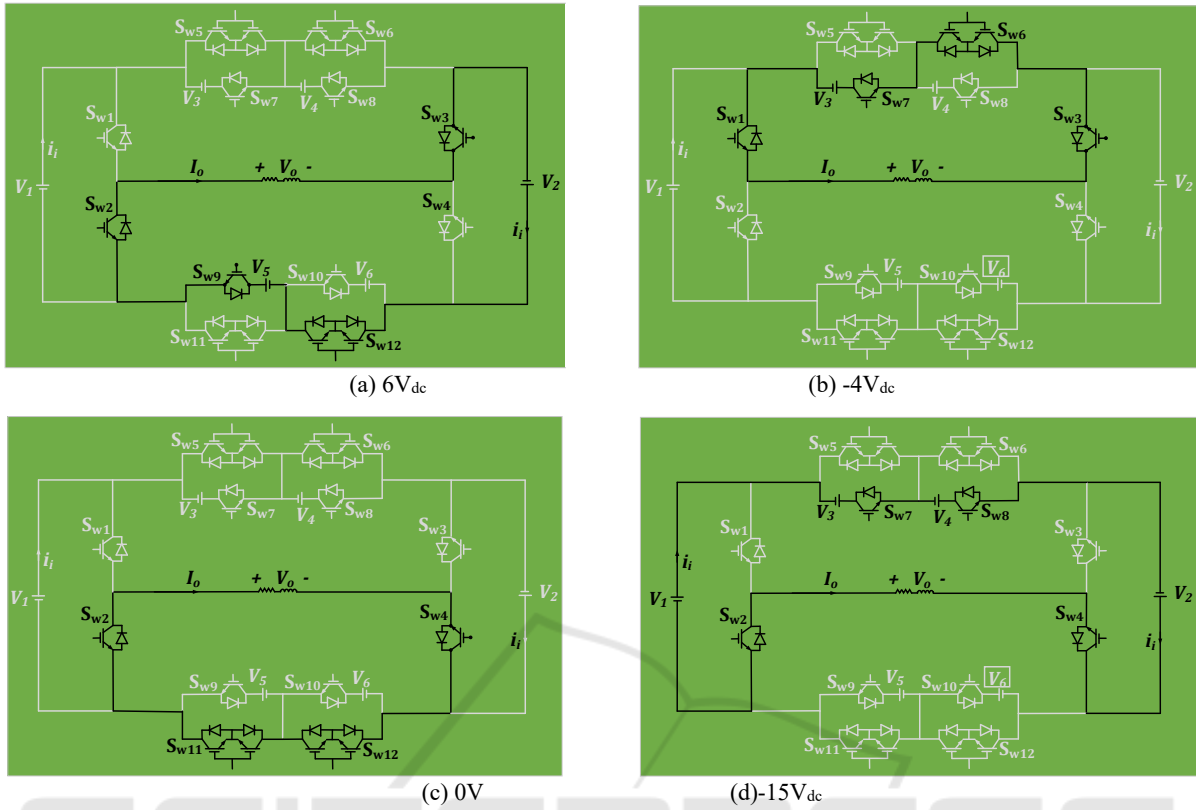 Sw5 Sw6
V3 Sw7 V4 Sw8
Sw1 Sw3
ii
Io + Vo -
V1 V2
Sw2 Sw4
ii
Sw9 V5 Sw10 V6
Sw11 Sw12
(a) 6Vdc
Sw5 Sw6
V3 Sw7 V4 Sw8
Sw1 Sw3
ii
Io + Vo -
V1 V2
Sw2 Sw4
ii
Sw9 V5 Sw10 V6
Sw11 Sw12
(b) -4Vdc
Sw5 Sw6
V3 Sw7 V4 Sw8
Sw1 Sw3
ii
Io + Vo -
V1 V2
Sw2 Sw4
ii
Sw9 V5 Sw10 V6
Sw11 Sw12
(c) 0V
Sw5 Sw6
V3 Sw7 V4 Sw8
Sw1 Sw3
ii
Io + Vo -
V1 V2
Sw2 Sw4
ii
Sw9 V5 Sw10 V6
Sw11 Sw12
(d)-15Vdc